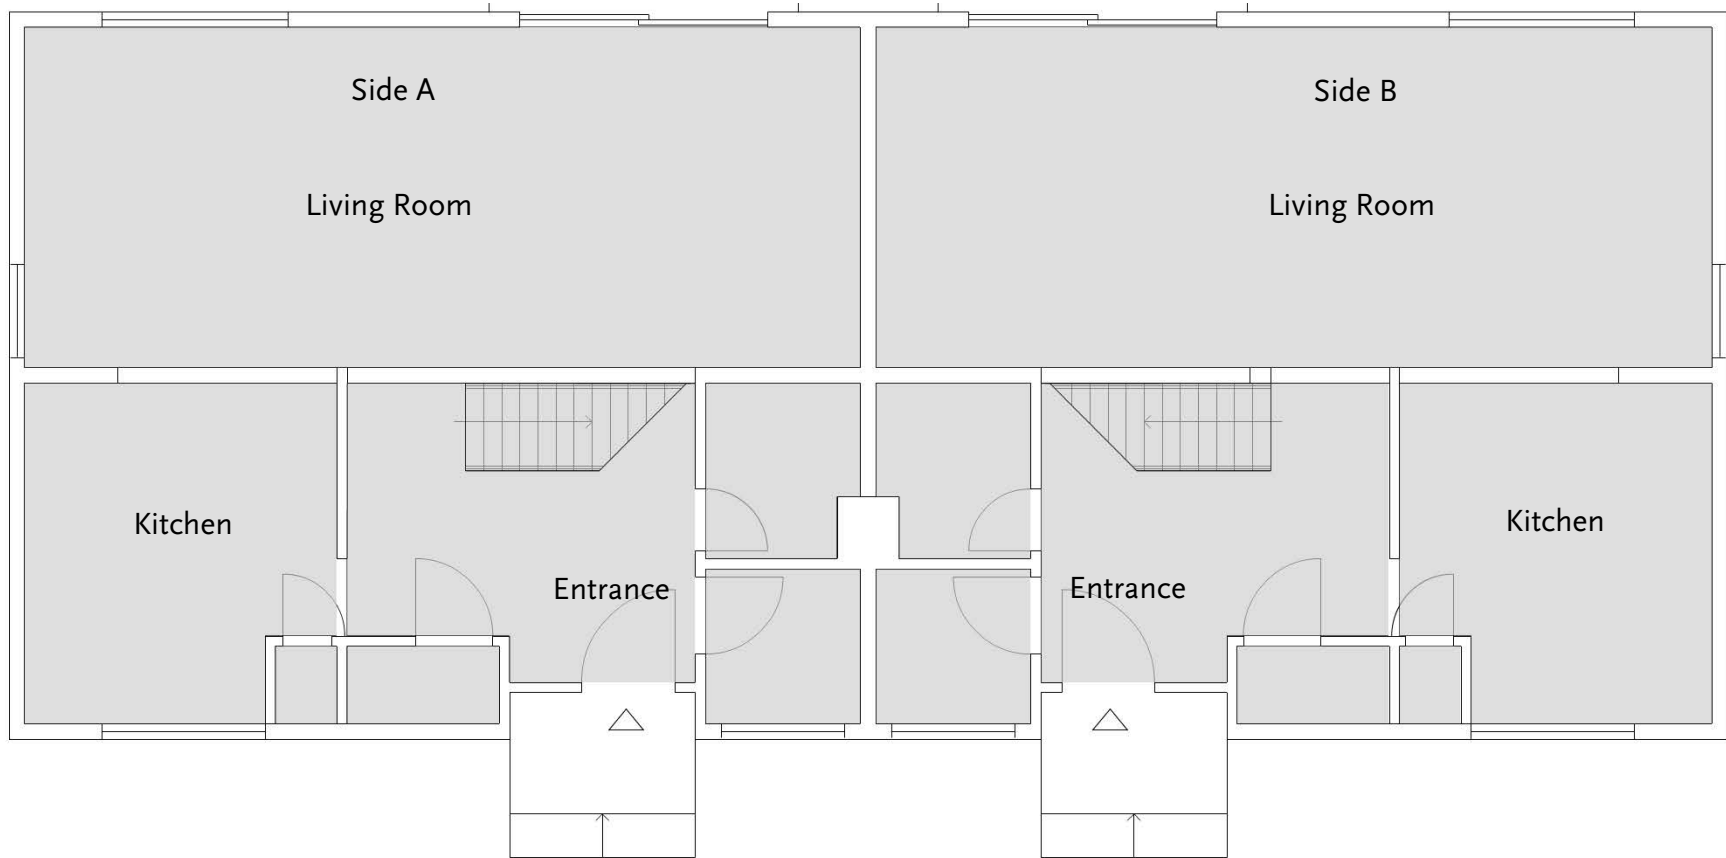 Side A
Side B
Living Room
Living Room
Kitchen
Kitchen
Entrance
Entrance